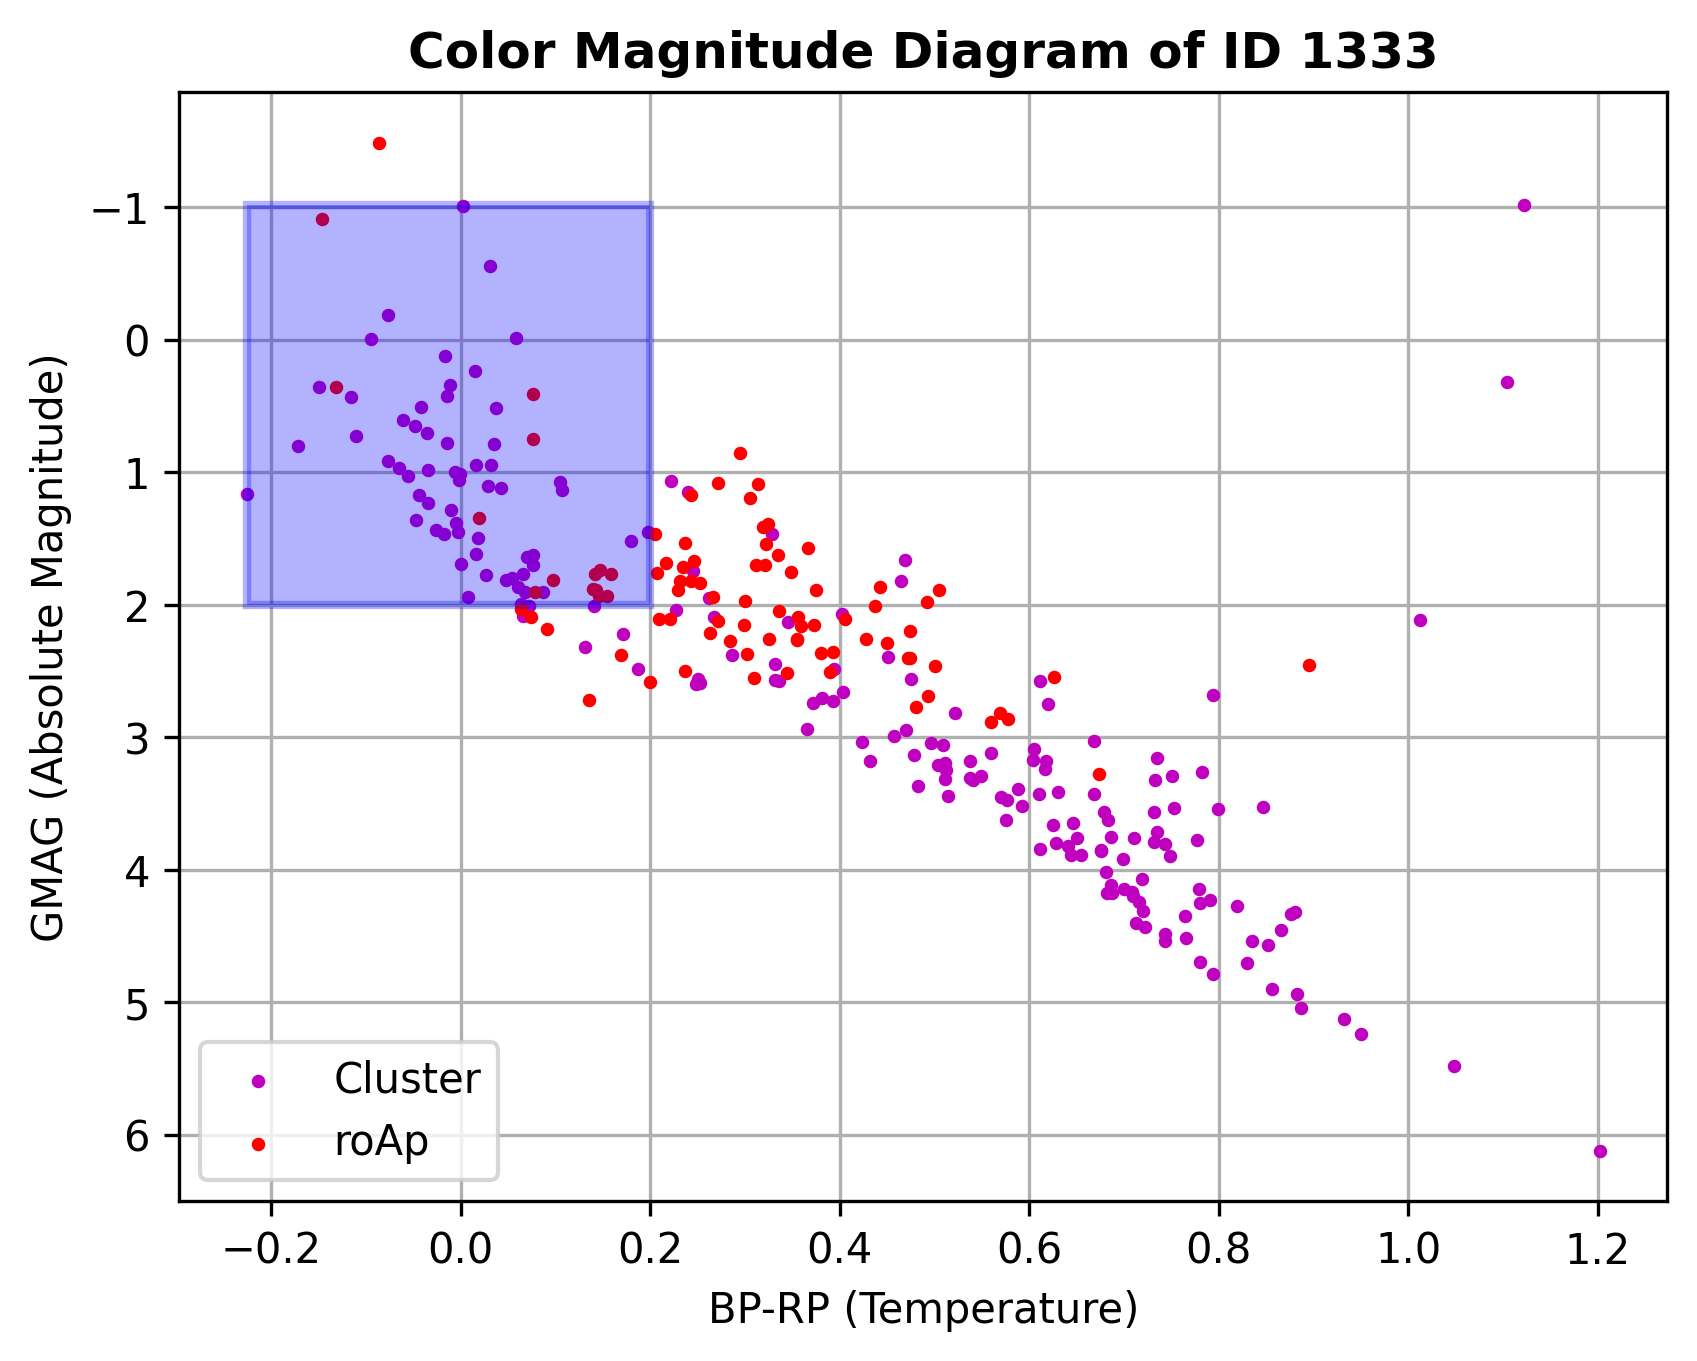 Color Magnitude Diagram of ID 1333
GMAG (Absolute Magnitude)
−1
0
1
2
3
4
5
6
Cluster
roAp
−0.2 0.0 0.2 0.4 0.6 0.8 1.0 1.2
BP-RP (Temperature)